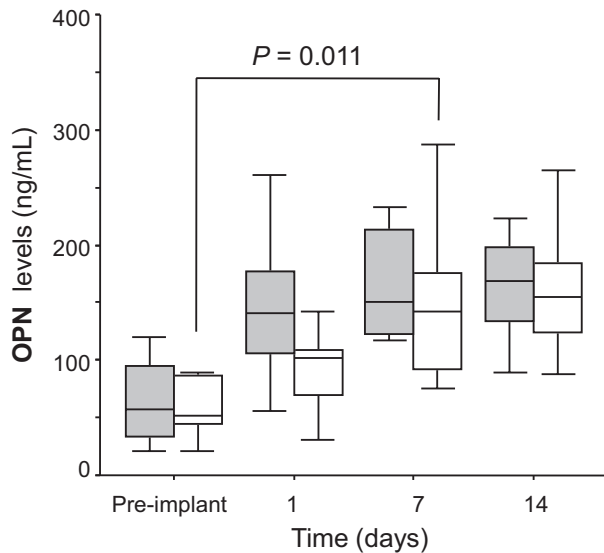 400
P = 0.011
300
200
100
0
OPN levels (ng/mL)
Pre-implant 1 7 14
Time (days)